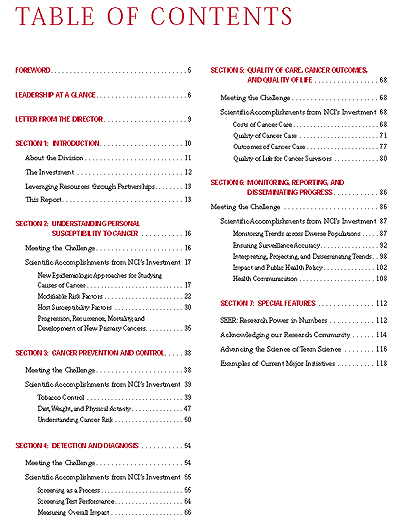 TABLE OF CONTENTS
FOREWORD . . . . . . . . . . . . . . . . . . . . . . . . . . . . . . 5
LEADERSHIP AT A GLANCE . . . . . . . . . . . . . . . . . . . . 6
LETTER FROM THE DIRECTOR . . . . . . . . . . . . . . . . . . 9
SECTION 1: INTRODUCTION . . . . . . . . . . . . . . . . . . 10
About the Division . . . . . . . . . . . . . . . . . . . . . . 11
The Investment . . . . . . . . . . . . . . . . . . . . . . . . 12
Leveraging Resources through Partnerships . . . . . . . 13
This Report . . . . . . . . . . . . . . . . . . . . . . . . . . 13
SECTION 2: UNDERSTANDING PERSONAL
SUSCEPTIBILITY TO CANCER . . . . . . . . . . 16
Meeting the Challenge . . . . . . . . . . . . . . . . . . . . 16
Scientific Accomplishments from NCI's Investment 17
New Epidemiologic Approaches for Studying
Causes of Cancer . . . . . . . . . . . . . . . . . . . . . . 17
Modifiable Risk Factors . . . . . . . . . . . . . . . . . . 22
Host Susceptibility Factors . . . . . . . . . . . . . . . 30
Progression, Recurrence, Mortality, and
Development of New Primary Cancers. . . . . . . . . 35
SECTION 3: CANCER PREVENTION AND CONTROL . . . . . 38
Meeting the Challenge . . . . . . . . . . . . . . . . . . . . 38
Scientific Accomplishments from NCI's Investment 39
Tobacco Control . . . . . . . . . . . . . . . . . . . . . . 39
Diet, Weight, and Physical Activity . . . . . . . . . . . 47
Understanding Cancer Risk . . . . . . . . . . . . . . . 50
SECTION 4: DETECTION AND DIAGNOSIS . . . . . . . . . . . 54
Meeting the Challenge . . . . . . . . . . . . . . . . . . . . 54
Scientific Accomplishments from NCI's Investment 55
Screening as a Process . . . . . . . . . . . . . . . . . . 55
Screening Test Performance . . . . . . . . . . . . . . . 64
Measuring Overall Impact . . . . . . . . . . . . . . . . 66
SECTION 5: QUALITY OF CARE, CANCER OUTCOMES,
AND QUALITY OF LIFE . . . . . . . . . . . . . . . 68
Meeting the Challenge . . . . . . . . . . . . . . . . . . . . 68
Scientific Accomplishments from NCI's Investment 68
Costs of Cancer Care . . . . . . . . . . . . . . . . . . . . 68
Quality of Cancer Care . . . . . . . . . . . . . . . . . . 71
Outcomes of Cancer Care . . . . . . . . . . . . . . . . . 77
Quality of Life for Cancer Survivors . . . . . . . . . . 80
SECTION 6: MONITORING, REPORTING, AND
DISSEMINATING PROGRESS . . . . . . . . . . . 86
Meeting the Challenge . . . . . . . . . . . . . . . . . . . . 86
Scientific Accomplishments from NCI's Investment 87
Monitoring Trends across Diverse Populations . . . . 87
Ensuring Surveillance Accuracy . . . . . . . . . . . . . 92
Interpreting, Projecting, and Disseminating Trends . . 98
Impact and Public Health Policy . . . . . . . . . . . . 102
Health Communication . . . . . . . . . . . . . . . . . . 108
SECTION 7: SPECIAL FEATURES . . . . . . . . . . . . . . . 112
SEER: Research Power in Numbers . . . . . . . . . . . . 112
Acknowledging our Research Community . . . . . . . 114
Advancing the Science of Team Science . . . . . . . . 116
Examples of Current Major Initiatives . . . . . . . . . 118